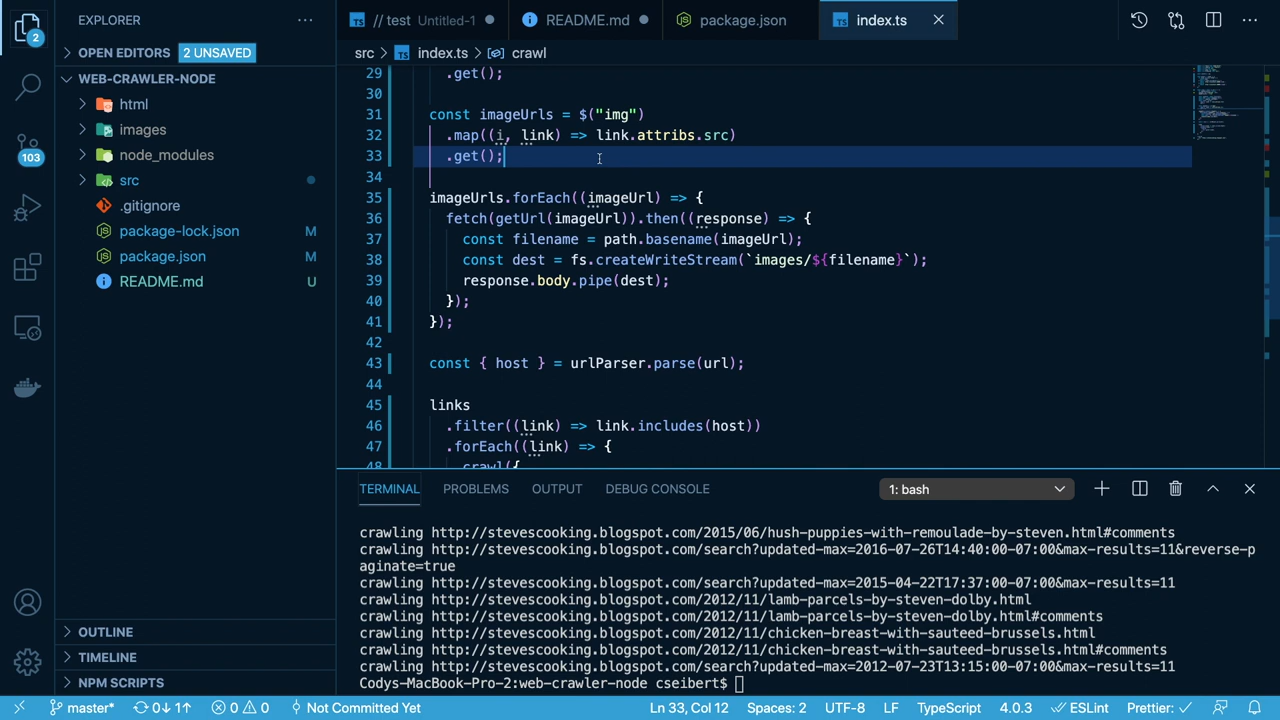 EXPLORER
TS // test Untitled-1
README.md
package.json
TS index.ts
OPEN EDITORS 2 UNSAVED
src > TS index.ts > crawl
WEB-CRAWLER-NODE
html
images
node_modules
src
.gitignore
package-lock.json M
package.json M
README.md U
2
103
29 .get();
30
31 const imageUrls = $("img")
32 .map((i, link) => link.attribs.src)
33 .get();
34
35 imageUrls.forEach((imageUrl) => {
36 fetch(getUrl(imageUrl)).then((response) => {
37 const filename = path.basename(imageUrl);
38 const dest = fs.createWriteStream(`images/${filename}`);
39 response.body.pipe(dest);
40 });
41 });
42
43 const { host } = urlParser.parse(url);
44
45 links
46 .filter((link) => link.includes(host))
47 .forEach((link) => {
48 crawl({
TERMINAL PROBLEMS OUTPUT DEBUG CONSOLE 1: bash
crawling http://stevescooking.blogspot.com/2015/06/hush-puppies-with-remoulade-by-steven.html#comments
crawling http://stevescooking.blogspot.com/search?updated-max=2016-07-26T14:40:00-07:00&max-results=11&reverse-p
aginate=true
crawling http://stevescooking.blogspot.com/search?updated-max=2015-04-22T17:37:00-07:00&max-results=11
crawling http://stevescooking.blogspot.com/2012/11/lamb-parcels-by-steven-dolby.html
crawling http://stevescooking.blogspot.com/2012/11/lamb-parcels-by-steven-dolby.html#comments
crawling http://stevescooking.blogspot.com/2012/11/chicken-breast-with-sauteed-brussels.html
crawling http://stevescooking.blogspot.com/2012/11/chicken-breast-with-sauteed-brussels.html#comments
crawling http://stevescooking.blogspot.com/search?updated-max=2012-07-23T13:15:00-07:00&max-results=11
Codys-MacBook-Pro-2:web-crawler-node cseibert$
OUTLINE
TIMELINE
NPM SCRIPTS
master* 0↓ 1↑ 0 0 Not Committed Yet Ln 33, Col 12 Spaces: 2 UTF-8 LF TypeScript 4.0.3 ESLint Prettier: ✓